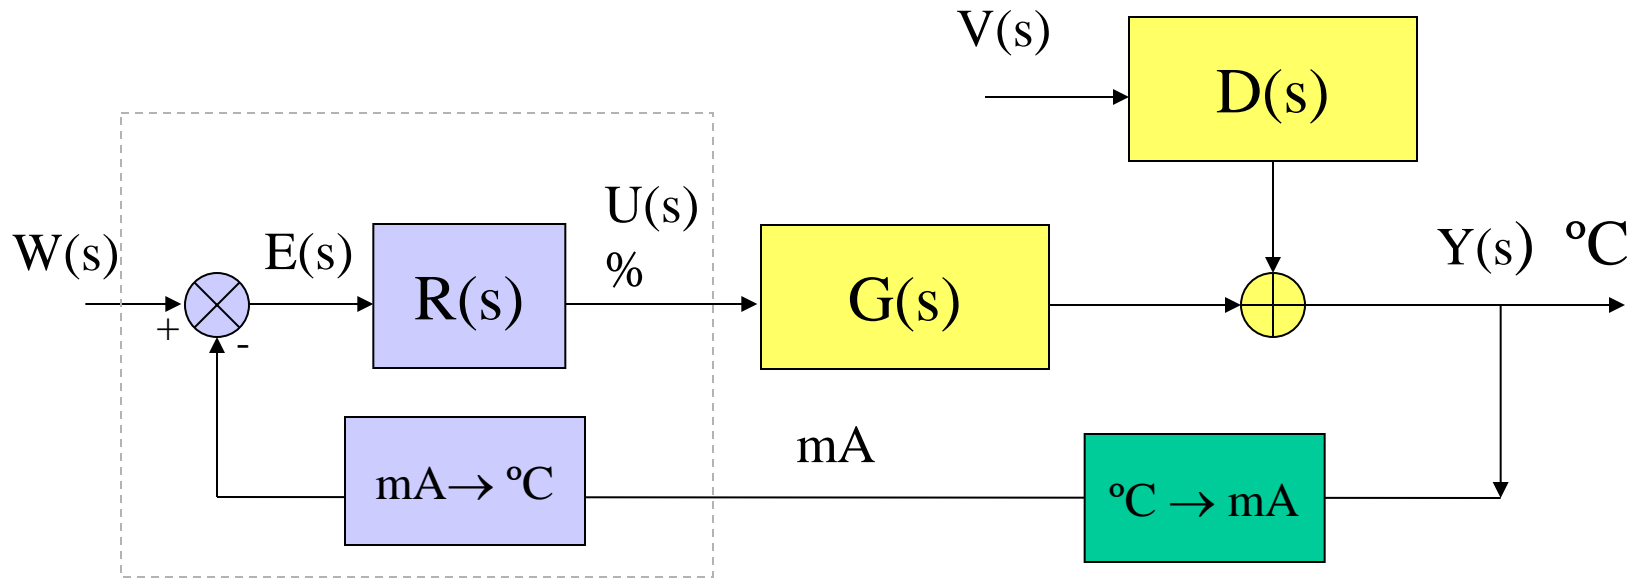 V(s)
D(s)
U(s)
%
W(s)
E(s)
R(s)
G(s)
Y(s) ºC
+
-
mA
mA→ ºC
ºC → mA